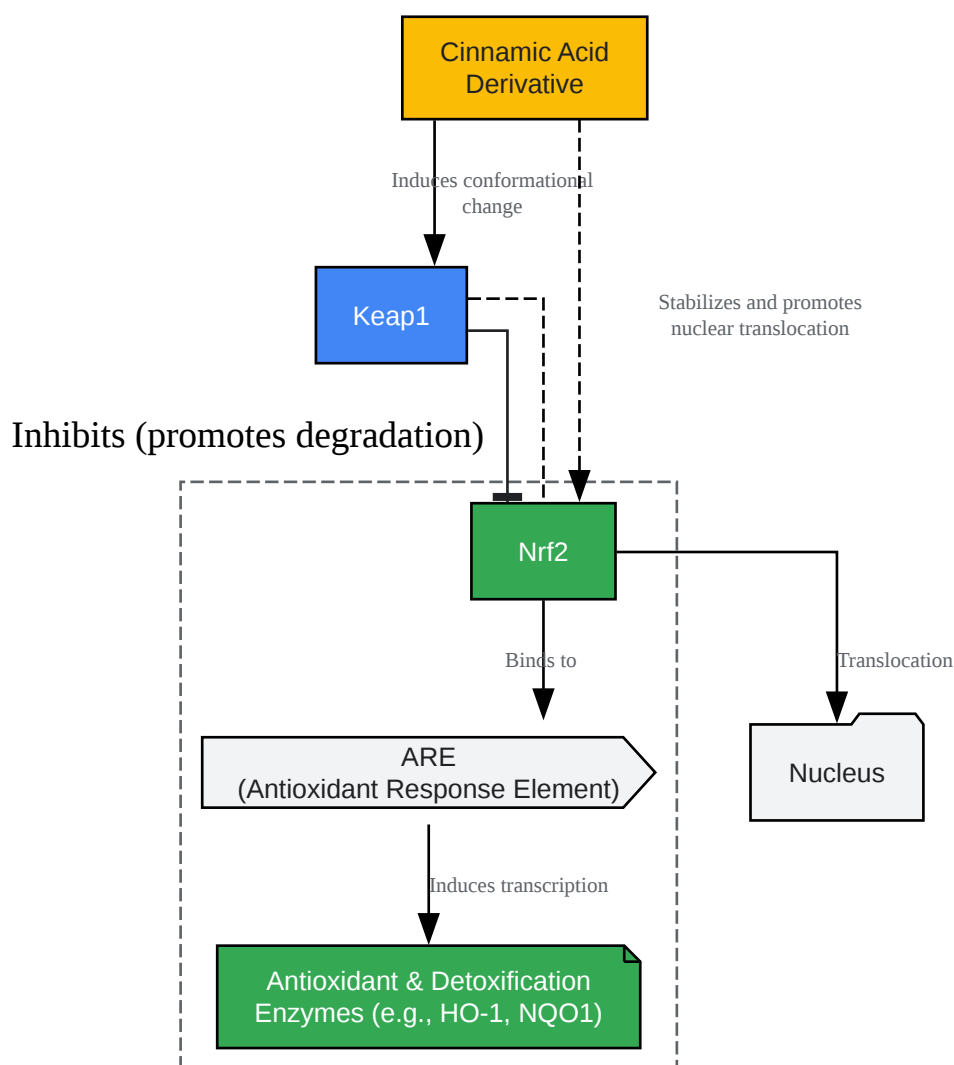 Cinnamic Acid
Derivative
Induces conformational
change
Keap1
Stabilizes and promotes
nuclear translocation
Inhibits (promotes degradation)
Nrf2
Binds to
Translocation
ARE
(Antioxidant Response Element)
Nucleus
Induces transcription
Antioxidant & Detoxification
Enzymes (e.g., HO-1, NQO1)